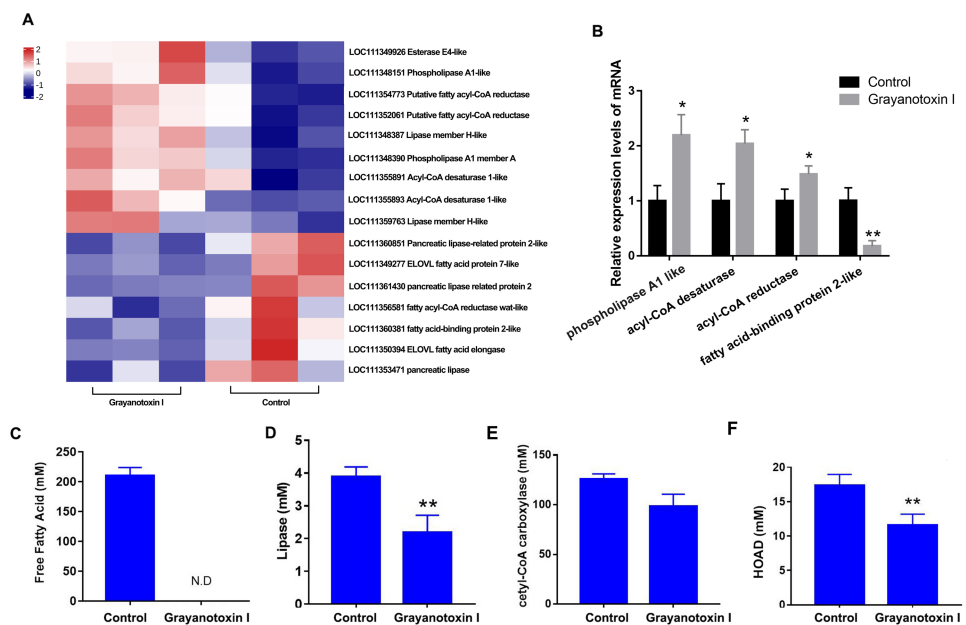 A
2
1
0
-1
-2
LOC111349926 Esterase E4-like
LOC111348151 Phospholipase A1-like
LOC111354773 Putative fatty acyl-CoA reductase
LOC111352061 Putative fatty acyl-CoA reductase
LOC111348387 Lipase member H-like
LOC111348390 Phospholipase A1 member A
LOC111355891 Acyl-CoA desaturase 1-like
LOC111355893 Acyl-CoA desaturase 1-like
LOC111359763 Lipase member H-like
LOC111360851 Pancreatic lipase-related protein 2-like
LOC111349277 ELOVL fatty acid protein 7-like
LOC111361430 pancreatic lipase related protein 2
LOC111356581 fatty acyl-CoA reductase wat-like
LOC111360381 fatty acid-binding protein 2-like
LOC111350394 ELOVL fatty acid elongase
LOC111353471 pancreatic lipase
Grayanotoxin I
Control
B
Control
Grayanotoxin I
Relative expression levels of mRNA
3
2
1
0
*
*
*
**
phospholipase A1 like
acyl-CoA desaturase
acyl-CoA reductase
fatty acid-binding protein 2-like
C
Free Fatty Acid (mM)
250
200
150
100
50
0
N.D
Control
Grayanotoxin I
D
Lipase (mM)
5
4
3
2
1
0
**
Control
Grayanotoxin I
E
cetyl-CoA carboxylase (mM)
150
100
50
0
Control
Grayanotoxin I
F
HOAD (mM)
20
15
10
5
0
**
Control
Grayanotoxin I